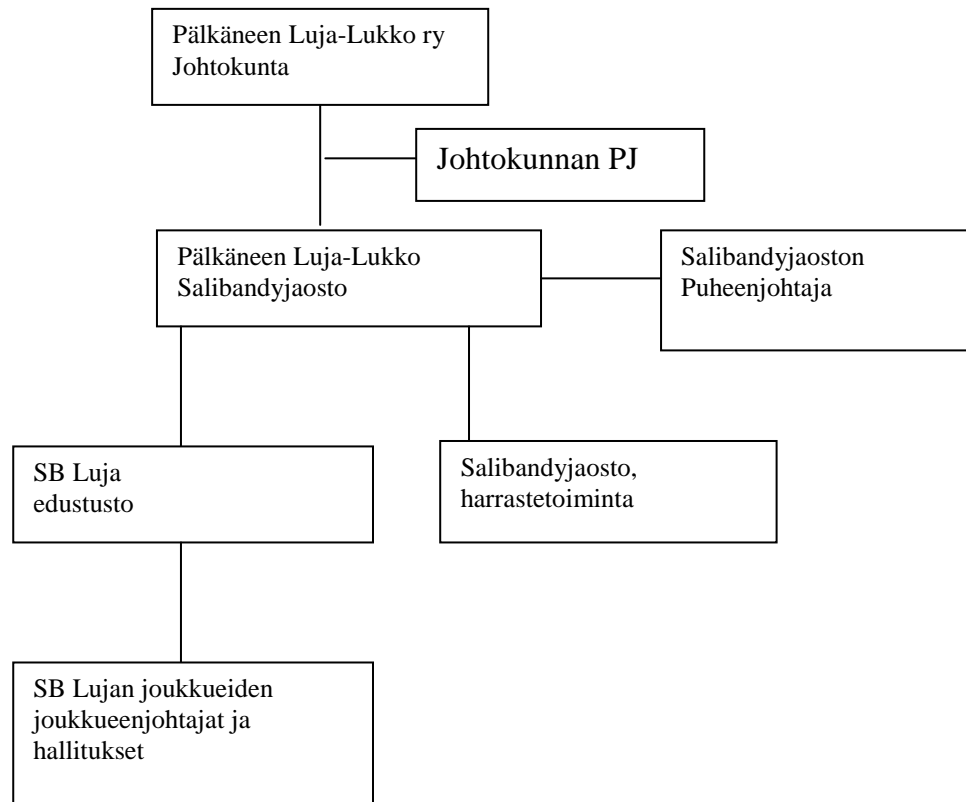 Pälkäneen Luja-Lukko ry
Johtokunta
Johtokunnan PJ
Pälkäneen Luja-Lukko
Salibandyjaosto
Salibandyjaoston
Puheenjohtaja
SB Luja
edustusto
Salibandyjaosto,
harrastetoiminta
SB Lujan joukkueiden
joukkueenjohtajat ja
hallitukset